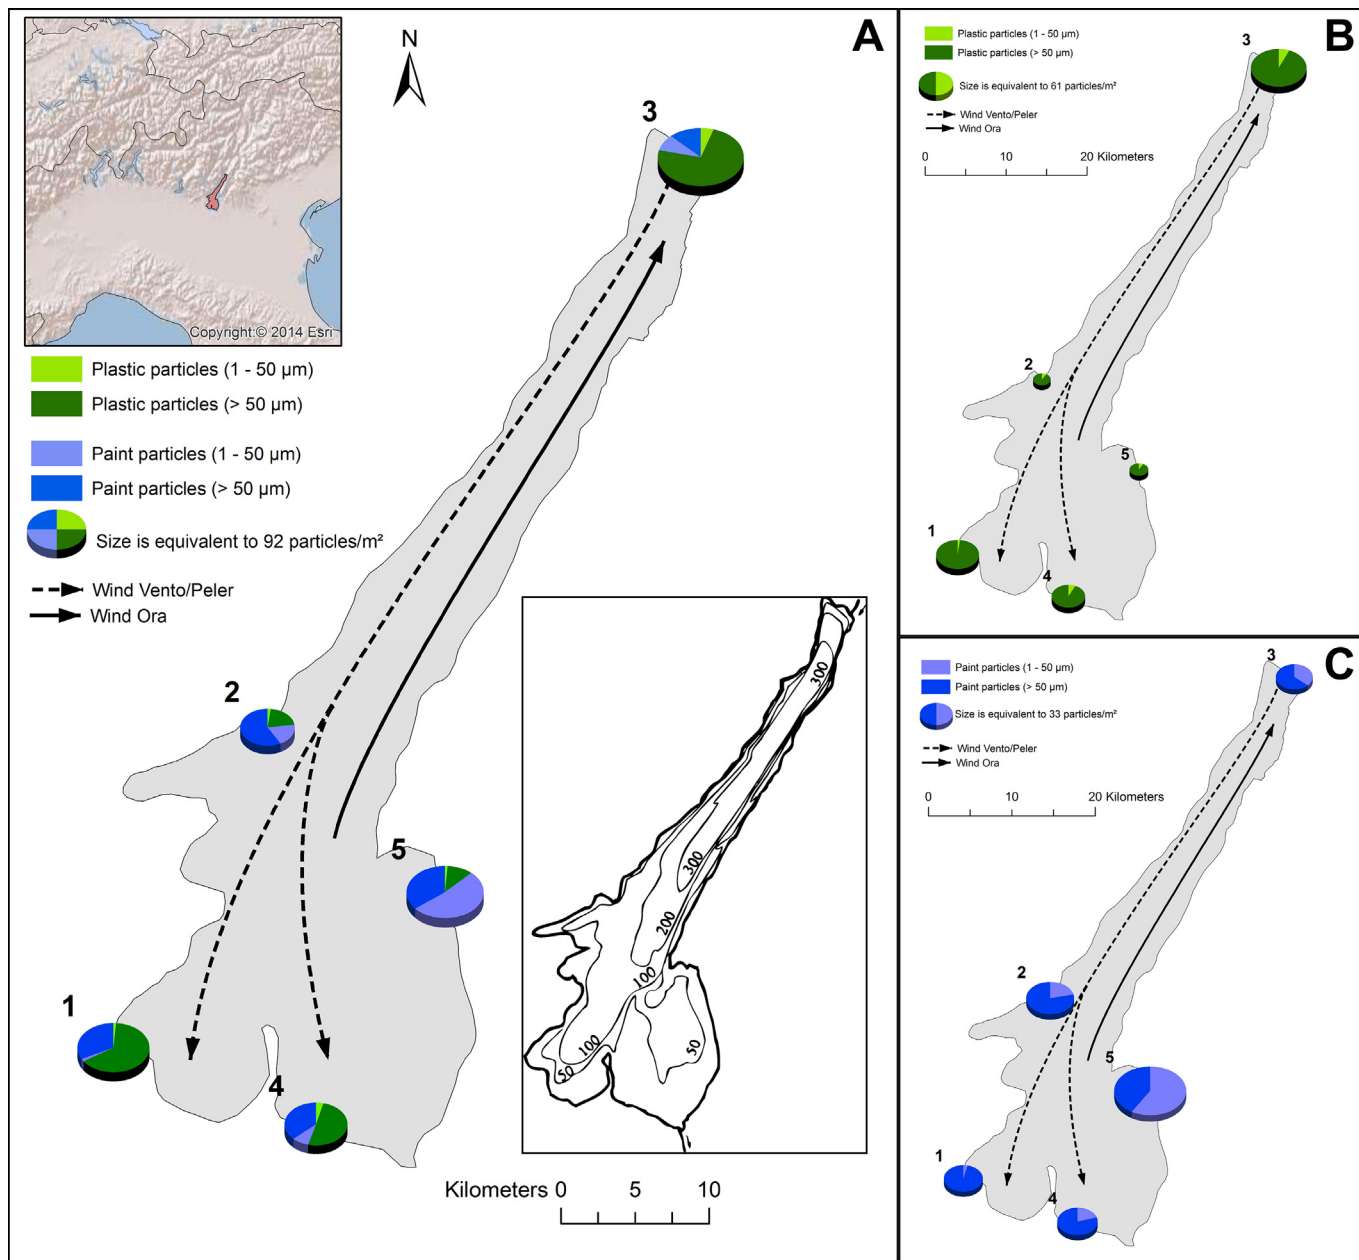 A
N
Copyright:© 2014 Esri
Plastic particles (1 - 50 µm)
Plastic particles (> 50 µm)
Paint particles (1 - 50 µm)
Paint particles (> 50 µm)
Size is equivalent to 92 particles/m²
Wind Vento/Peler
Wind Ora
3
2
5
1
4
300
300
200
100
100
50
50
Kilometers 0 5 10
B
Plastic particles (1 - 50 µm)
Plastic particles (> 50 µm)
Size is equivalent to 61 particles/m²
Wind Vento/Peler
Wind Ora
0 10 20 Kilometers
3
2
5
1
4
C
Paint particles (1 - 50 µm)
Paint particles (> 50 µm)
Size is equivalent to 33 particles/m²
Wind Vento/Peler
Wind Ora
0 10 20 Kilometers
3
2
5
1
4